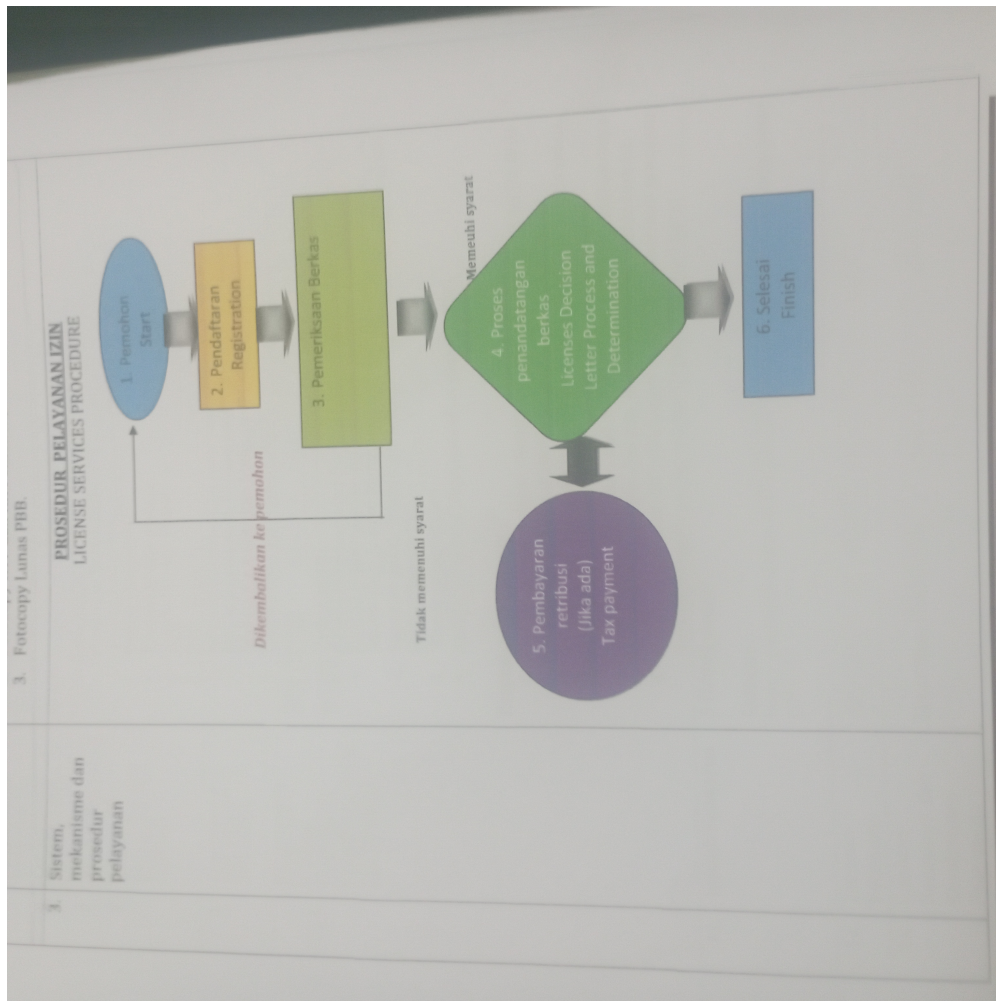 3. Fotocopy Lunas PBB.
3. Sistem,
mekanisme dan
prosedur
pelayanan
PROSEDUR PELAYANAN IZIN
LICENSE SERVICES PROCEDURE
1. Pemohon
Start
2. Pendaftaran
Registration
Dikembalikan ke pemohon
3. Pemeriksaan Berkas
Tidak memenuhi syarat
Memeuhi syarat
4. Proses
penandatangan
berkas
Licenses Decision
Letter Process and
Determination
5. Pembayaran
retribusi
(Jika ada)
Tax payment
6. Selesai
Finish